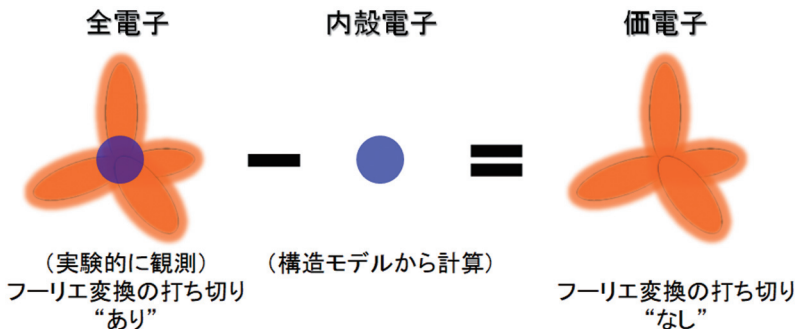 全電子
内殻電子
価電子
(実験的に観測)
フーリエ変換の打ち切り
“あり”
(構造モデルから計算)
フーリエ変換の打ち切り
“なし”